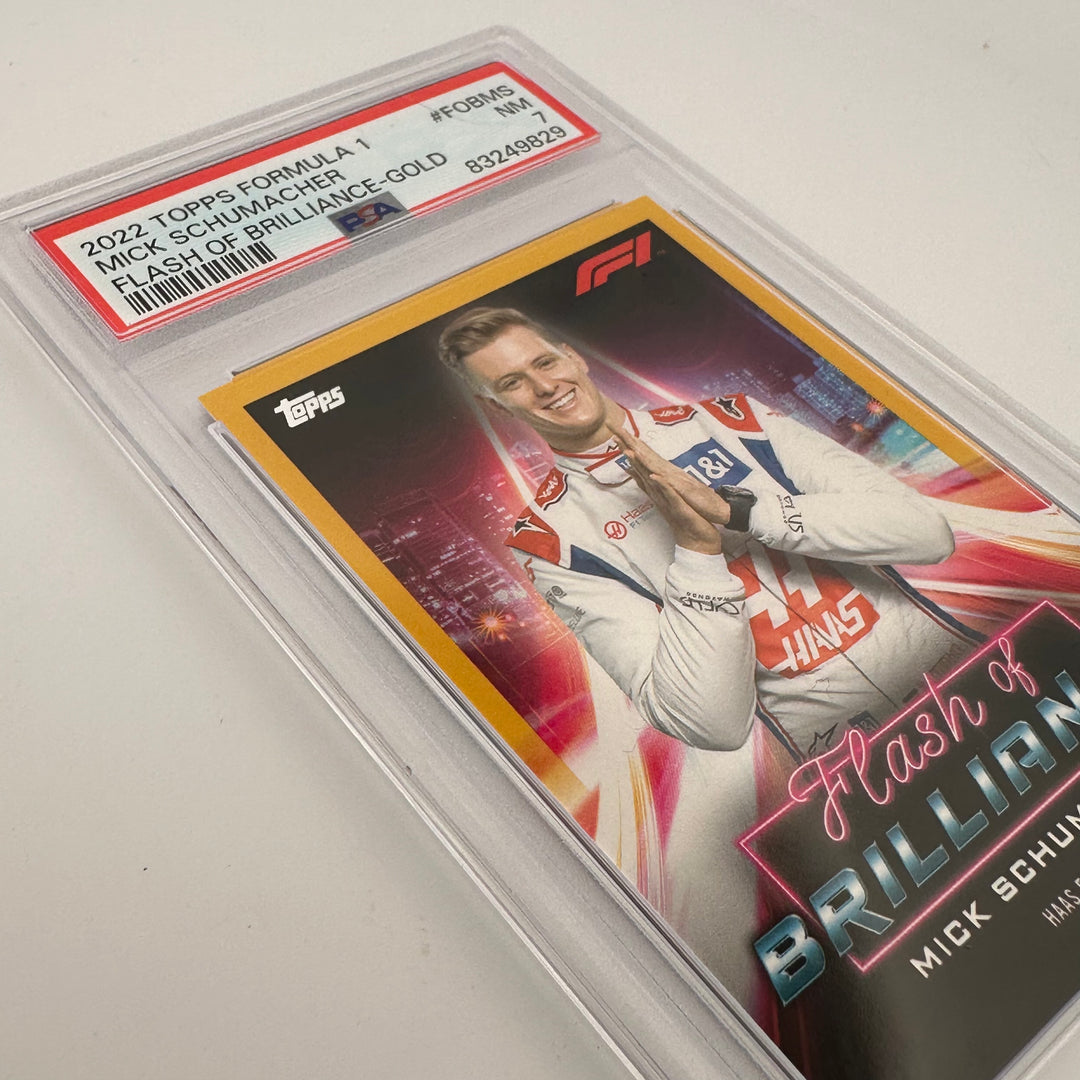 2022 TOPPS FORMULA 1
#FOBMS
MICK SCHUMACHER
NM
FLASH OF BRILLIANCE-GOLD
7
83249829
PSA
F1
topps
1&1
Haas
HAAS
Flash of
BRILLIAN
MICK SCHUM
HAAS